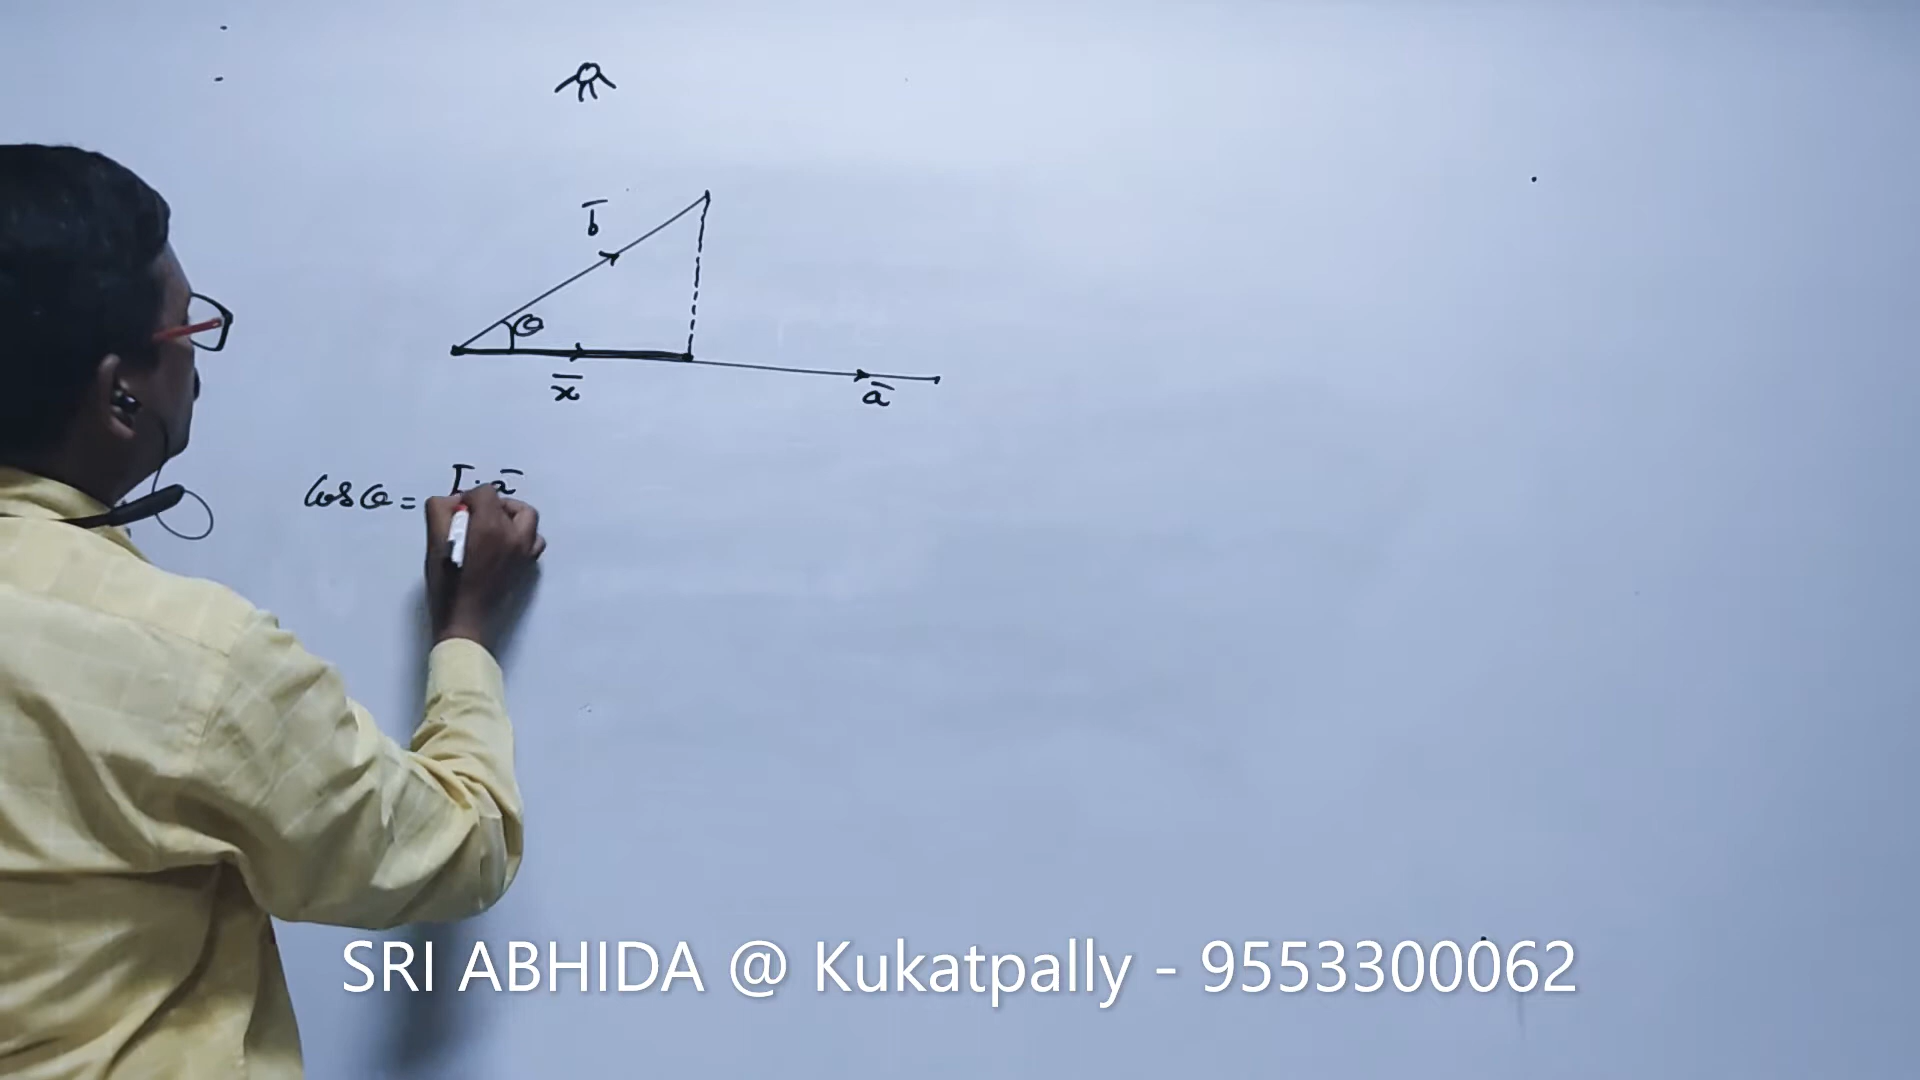 b̅
θ
x̅
a̅
Cosθ =
SRI ABHIDA @ Kukatpally - 9553300062